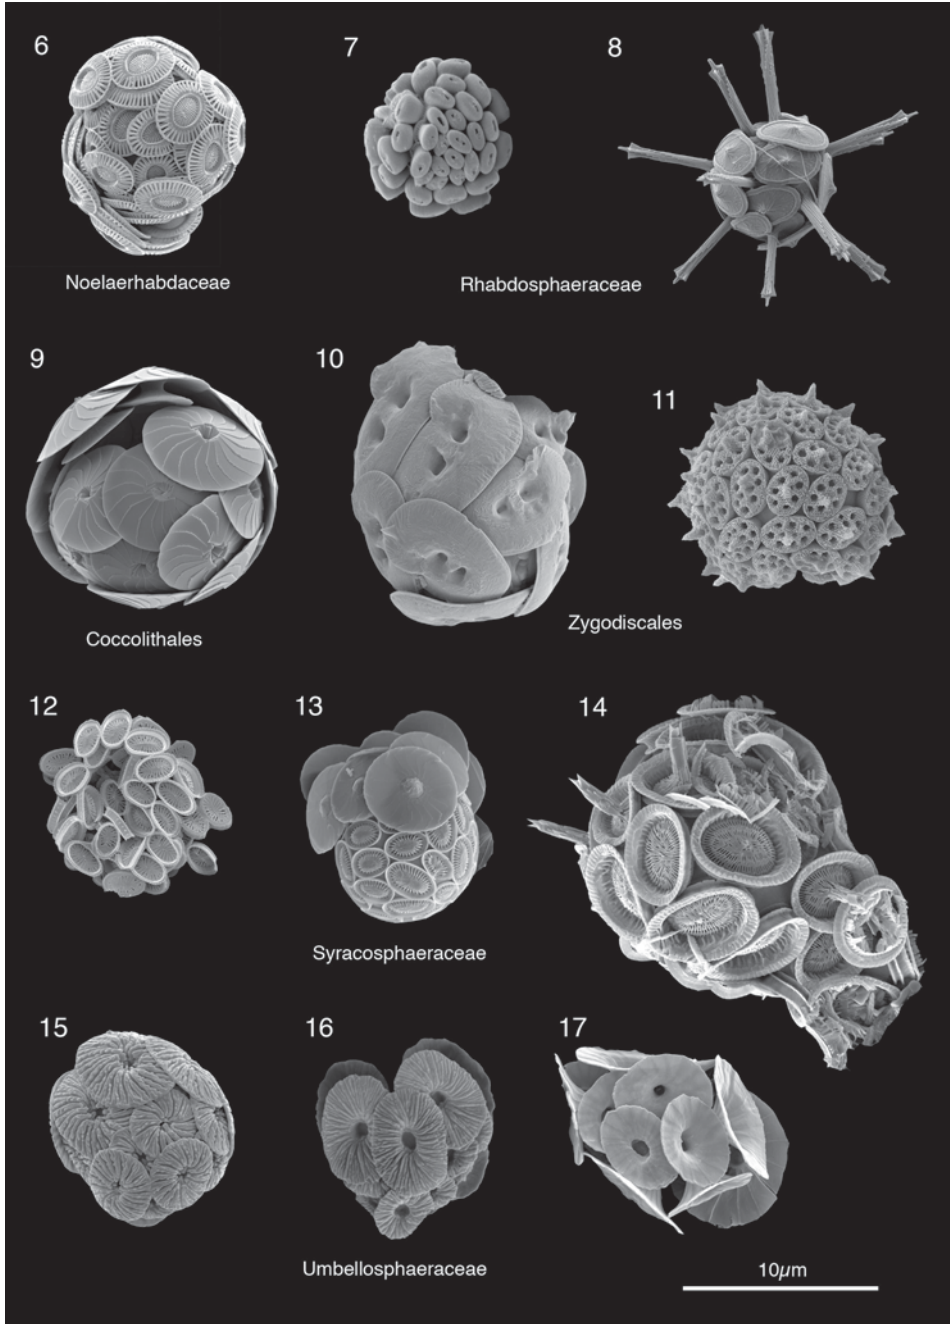 6
7
8
Noelaerhabdaceae
Rhabdosphaeraceae
9
10
11
Coccolithales
Zygodiscales
12
13
14
Syracosphaeraceae
15
16
17
Umbellosphaeraceae
10µm